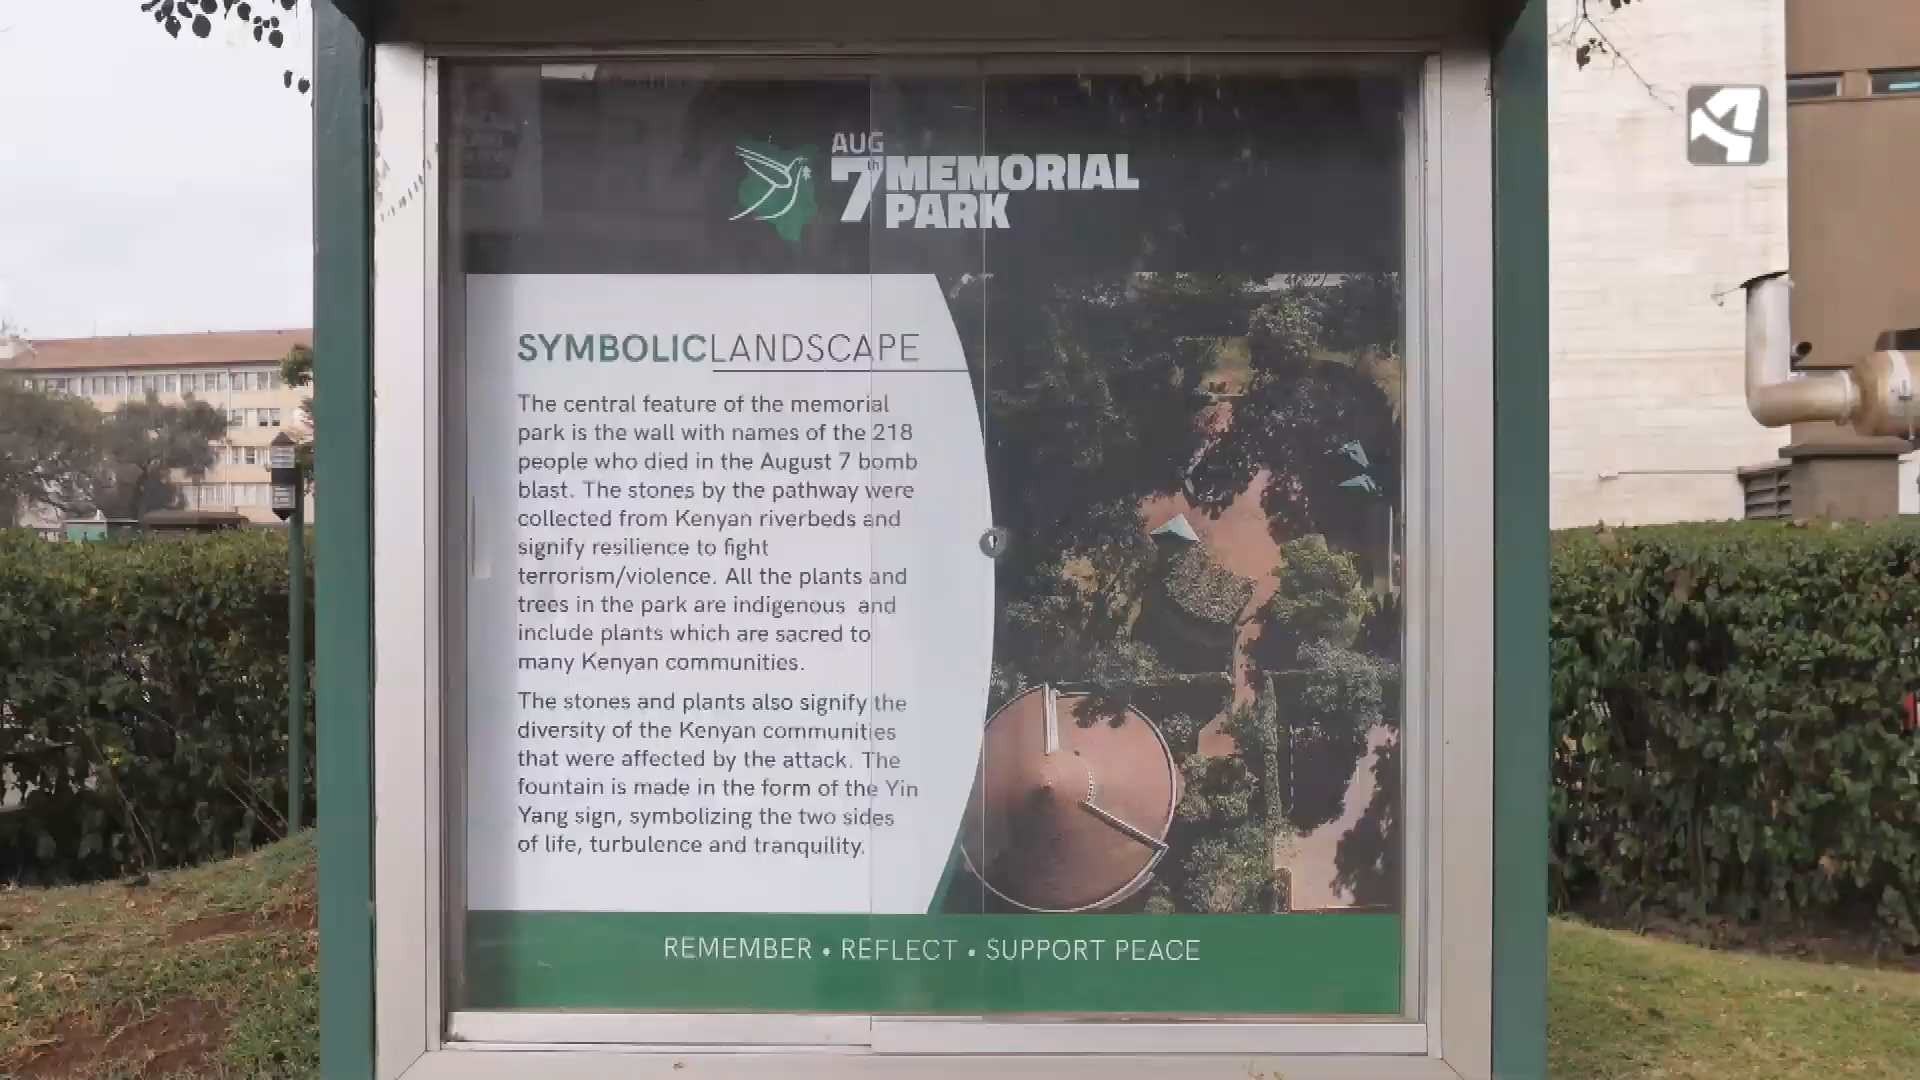 AUG
7th MEMORIAL
PARK
SYMBOLICLANDSCAPE
The central feature of the memorial
park is the wall with names of the 218
people who died in the August 7 bomb
blast. The stones by the pathway were
collected from Kenyan riverbeds and
signify resilience to fight
terrorism/violence. All the plants and
trees in the park are indigenous and
include plants which are sacred to
many Kenyan communities.
The stones and plants also signify the
diversity of the Kenyan communities
that were affected by the attack. The
fountain is made in the form of the Yin
Yang sign, symbolizing the two sides
of life, turbulence and tranquility.
REMEMBER • REFLECT • SUPPORT PEACE